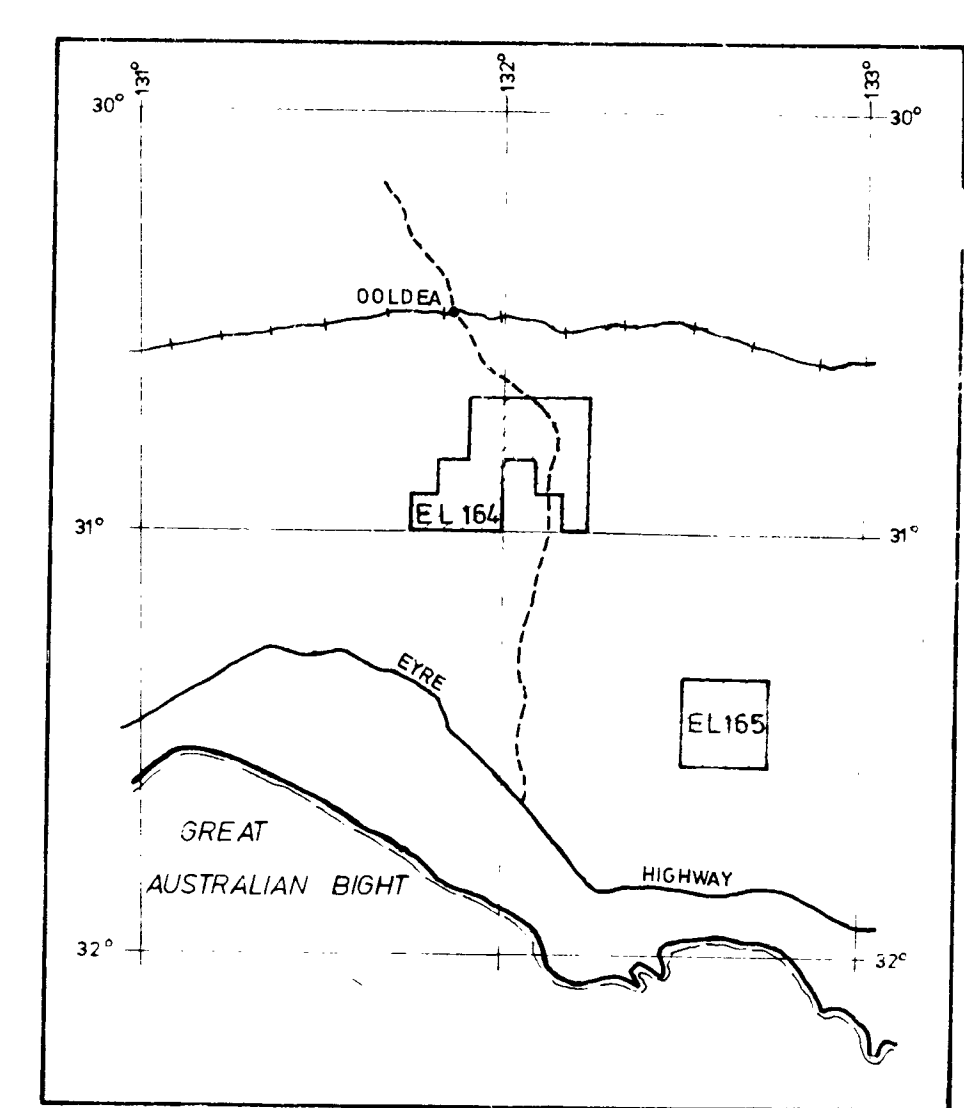 131°
132°
133°
30°
30°
OOLDEA
EL 164
31°
31°
EYRE
EL165
GREAT
AUSTRALIAN BIGHT
HIGHWAY
32°
32°